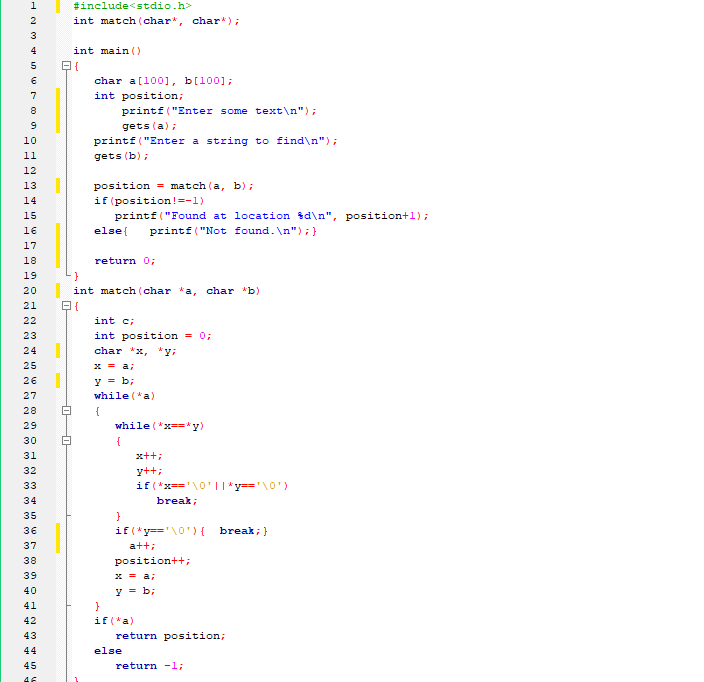 1 #include<stdio.h>
2 int match(char*, char*);
3
4 int main()
5 {
6 char a[100], b[100];
7 int position;
8 printf("Enter some text\n");
9 gets(a);
10 printf("Enter a string to find\n");
11 gets(b);
12
13 position = match(a, b);
14 if(position!=-1)
15 printf("Found at location %d\n", position+1);
16 else{   printf("Not found.\n");}
17
18 return 0;
19 }
20 int match(char *a, char *b)
21 {
22 int c;
23 int position = 0;
24 char *x, *y;
25 x = a;
26 y = b;
27 while(*a)
28 {
29 while(*x==*y)
30 {
31 x++;
32 y++;
33 if(*x=='\0'||*y=='\0')
34 break;
35 }
36 if(*y=='\0'){  break;}
37 a++;
38 position++;
39 x = a;
40 y = b;
41 }
42 if(*a)
43 return position;
44 else
45 return -1;
46 }